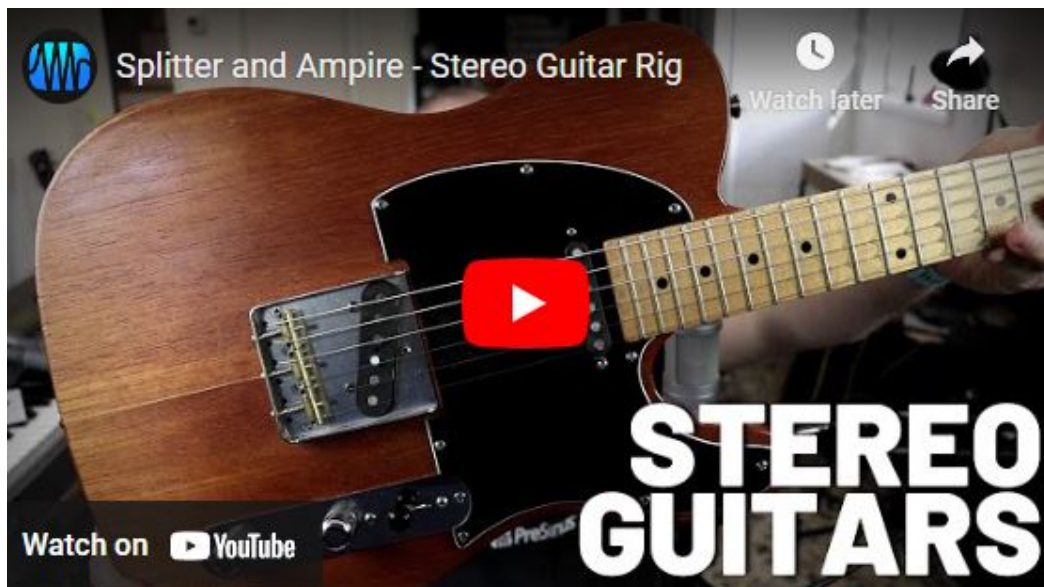 Splitter and Ampire - Stereo Guitar Rig
Watch later
Share
PreSonus
STEREO
GUITARS
Watch on YouTube